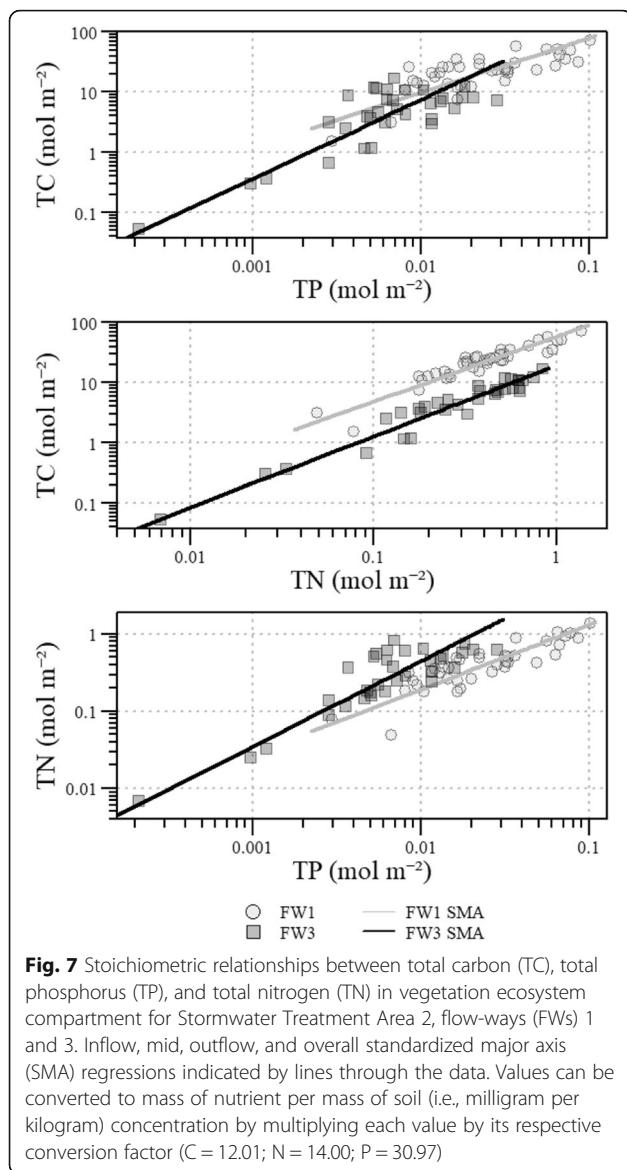 100
10
1
0.1
TC (mol m⁻²)
0.001 0.01 0.1
TP (mol m⁻²)
100
10
1
0.1
TC (mol m⁻²)
0.01 0.1 1
TN (mol m⁻²)
1
0.1
0.01
TN (mol m⁻²)
0.001 0.01 0.1
TP (mol m⁻²)
FW1 FW1 SMA
FW3 FW3 SMA
Fig. 7 Stoichiometric relationships between total carbon (TC), total
phosphorus (TP), and total nitrogen (TN) in vegetation ecosystem
compartment for Stormwater Treatment Area 2, flow-ways (FWs) 1
and 3. Inflow, mid, outflow, and overall standardized major axis
(SMA) regressions indicated by lines through the data. Values can be
converted to mass of nutrient per mass of soil (i.e., milligram per
kilogram) concentration by multiplying each value by its respective
conversion factor (C = 12.01; N = 14.00; P = 30.97)